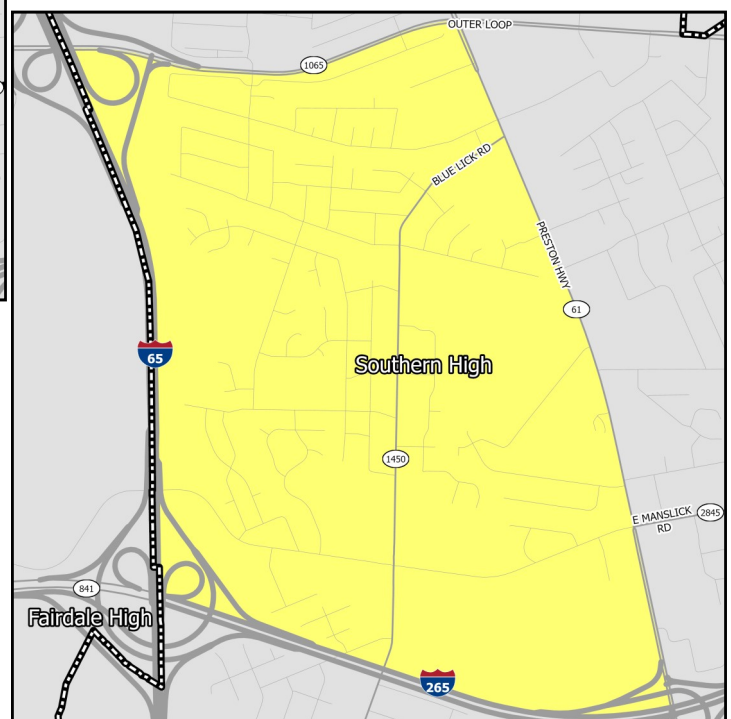 OUTER LOOP
1065
BLUE LICK RD
PRESTON HWY
61
65
Southern High
1450
E MANSLICK
RD
2845
841
Fairdale High
265